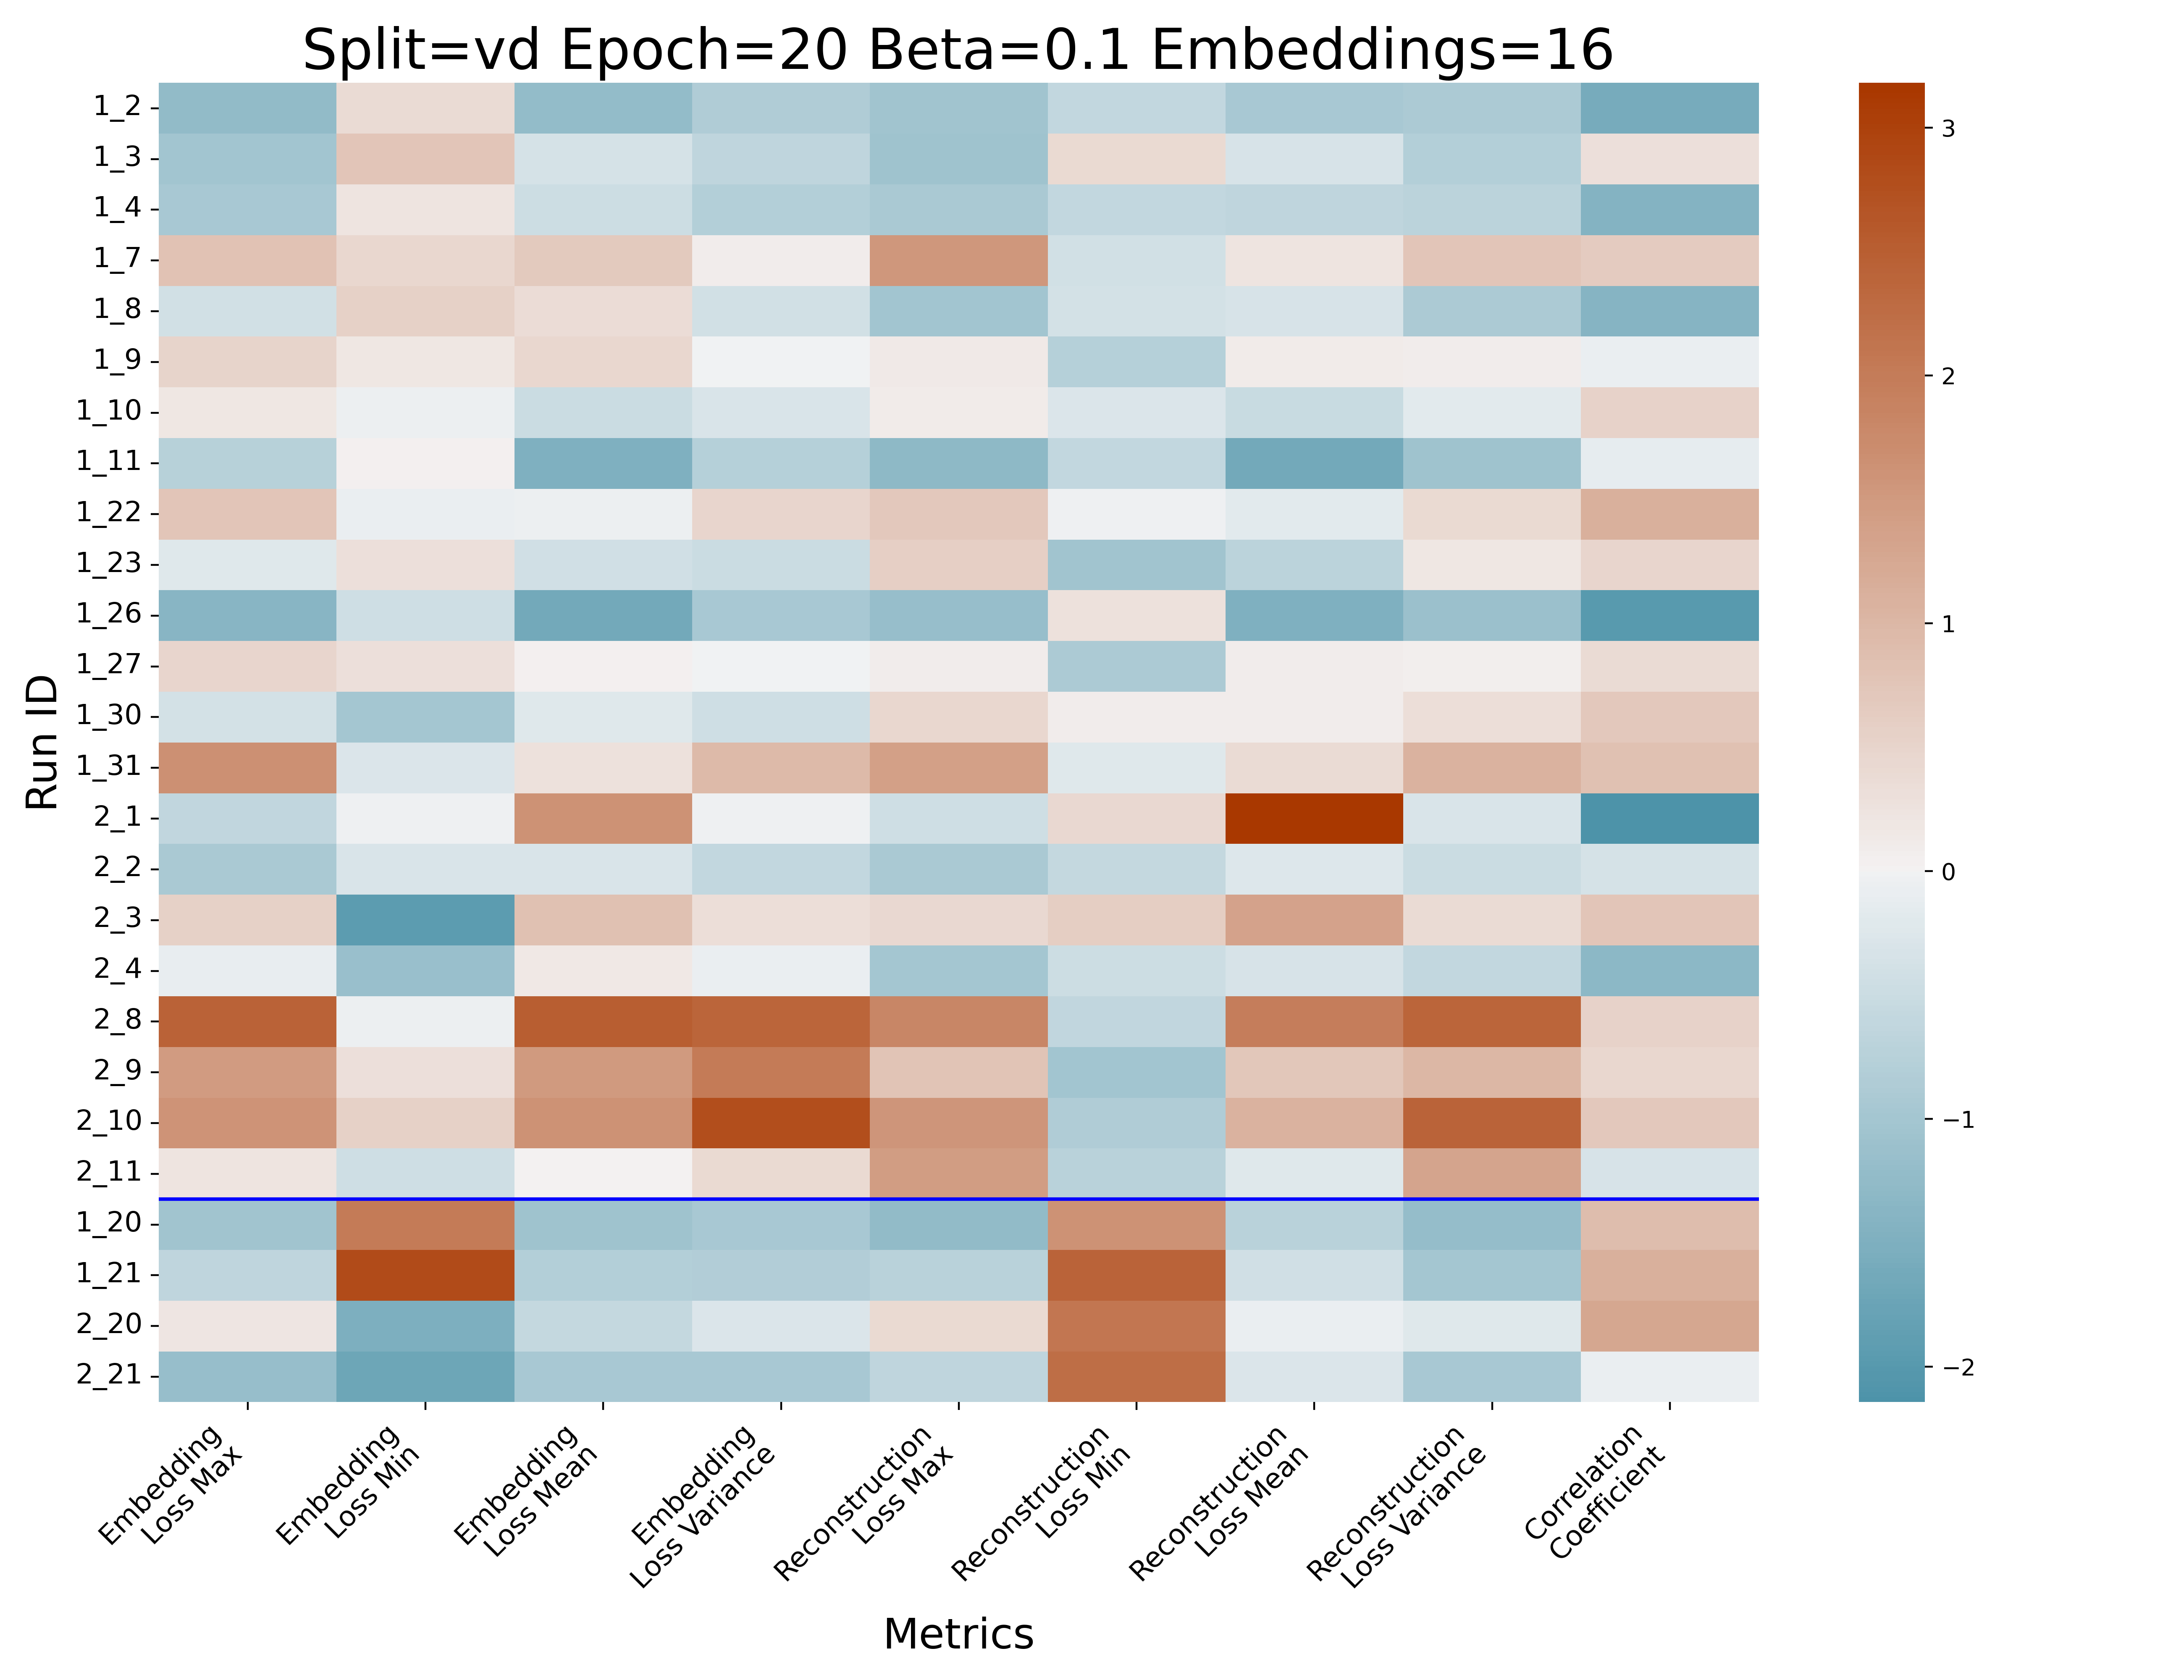 Split=vd Epoch=20 Beta=0.1 Embeddings=16
Run ID
1_2
1_3
1_4
1_7
1_8
1_9
1_10
1_11
1_22
1_23
1_26
1_27
1_30
1_31
2_1
2_2
2_3
2_4
2_8
2_9
2_10
2_11
1_20
1_21
2_20
2_21
Embedding
Loss Max
Embedding
Loss Min
Embedding
Loss Mean
Embedding
Loss Variance
Reconstruction
Loss Max
Reconstruction
Loss Min
Reconstruction
Loss Mean
Reconstruction
Loss Variance
Correlation
Coefficient
Metrics
3
2
1
0
−1
−2